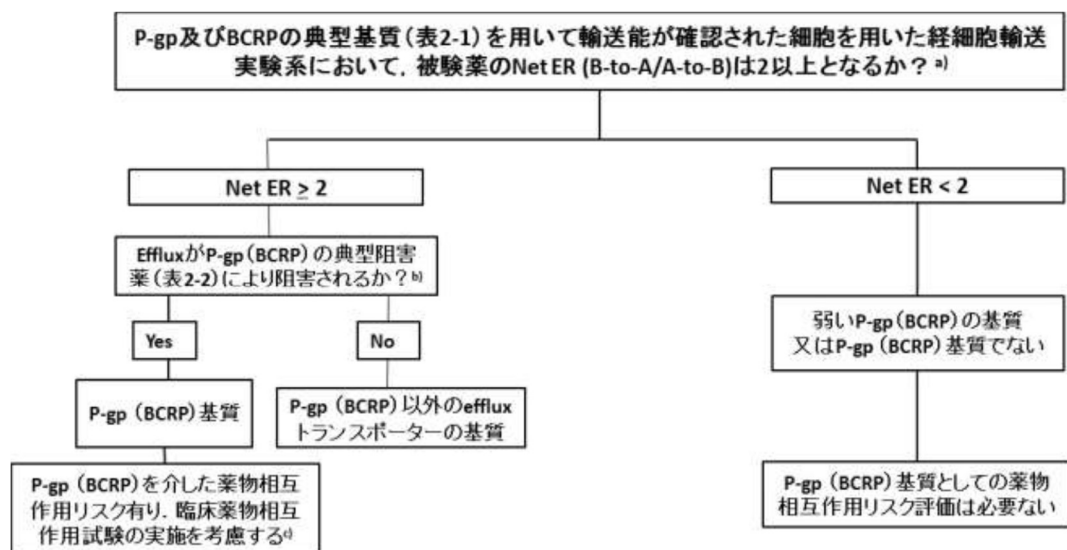 P-gp及びBCRPの典型基質(表2-1)を用いて輸送能が確認された細胞を用いた経細胞輸送
実験系において,被験薬のNet ER (B-to-A/A-to-B)は2以上となるか? a)
Net ER ≥ 2
Net ER < 2
EffluxがP-gp(BCRP)の典型阻害
薬(表2-2)により阻害されるか? b)
Yes
No
弱いP-gp(BCRP)の基質
又はP-gp (BCRP)基質でない
P-gp (BCRP)基質
P-gp (BCRP)以外のefflux
トランスポーターの基質
P-gp (BCRP)を介した薬物相互
作用リスク有り.臨床薬物相互
作用試験の実施を考慮する c)
P-gp (BCRP)基質としての薬物
相互作用リスク評価は必要ない